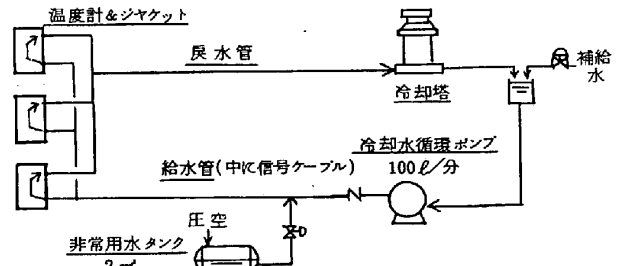 温度計&ジヤケット
戻水管
冷却塔
補給
水
冷却水循環ポンプ
100ℓ/分
給水管(中に信号ケーブル)
圧空
非常用水タンク